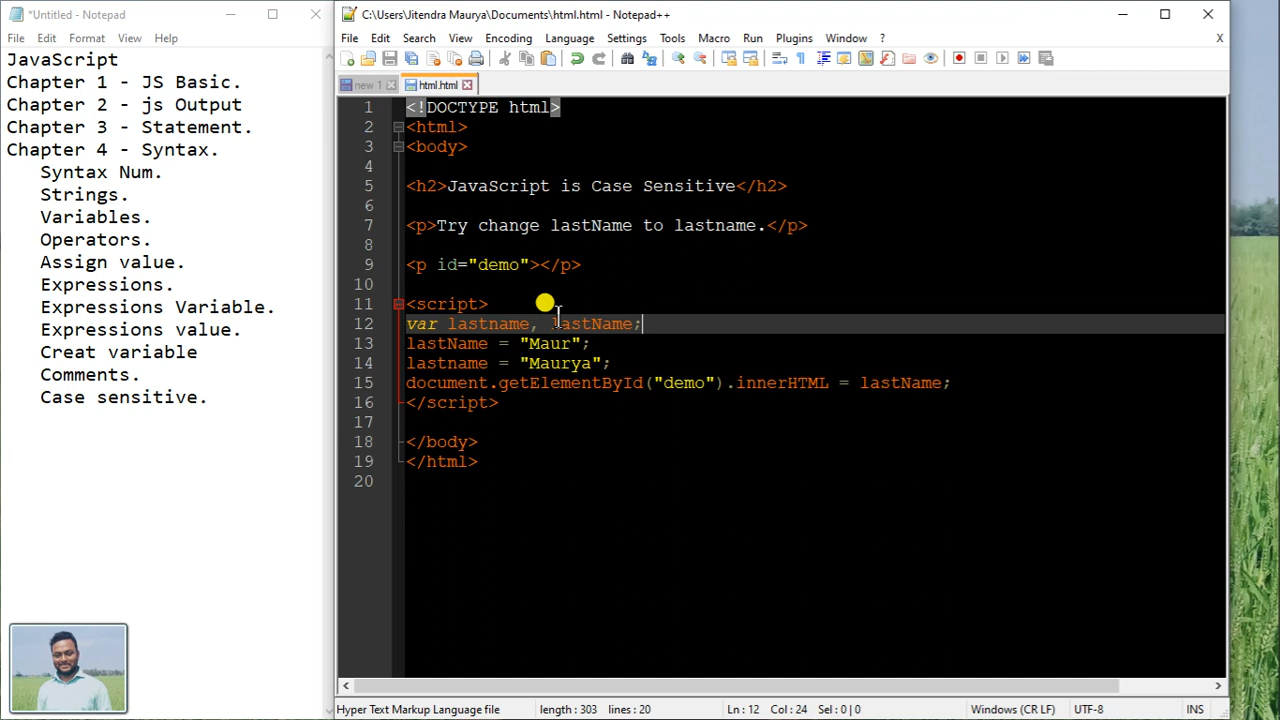 *Untitled - Notepad
File Edit Format View Help
JavaScript
Chapter 1 - JS Basic.
Chapter 2 - js Output
Chapter 3 - Statement.
Chapter 4 - Syntax.
Syntax Num.
Strings.
Variables.
Operators.
Assign value.
Expressions.
Expressions Variable.
Expressions value.
Creat variable
Comments.
Case sensitive.
C:\Users\Jitendra Maurya\Documents\html.html - Notepad++
File Edit Search View Encoding Language Settings Tools Macro Run Plugins Window ? X
new 1 html.html
1 <!DOCTYPE html>
2 <html>
3 <body>
4
5 <h2>JavaScript is Case Sensitive</h2>
6
7 <p>Try change lastName to lastname.</p>
8
9 <p id="demo"></p>
10
11 <script>
12 var lastname, lastName;
13 lastName = "Maur";
14 lastname = "Maurya";
15 document.getElementById("demo").innerHTML = lastName;
16 </script>
17
18 </body>
19 </html>
20
Hyper Text Markup Language file length : 303 lines : 20 Ln : 12 Col : 24 Sel : 0 | 0 Windows (CR LF) UTF-8 INS